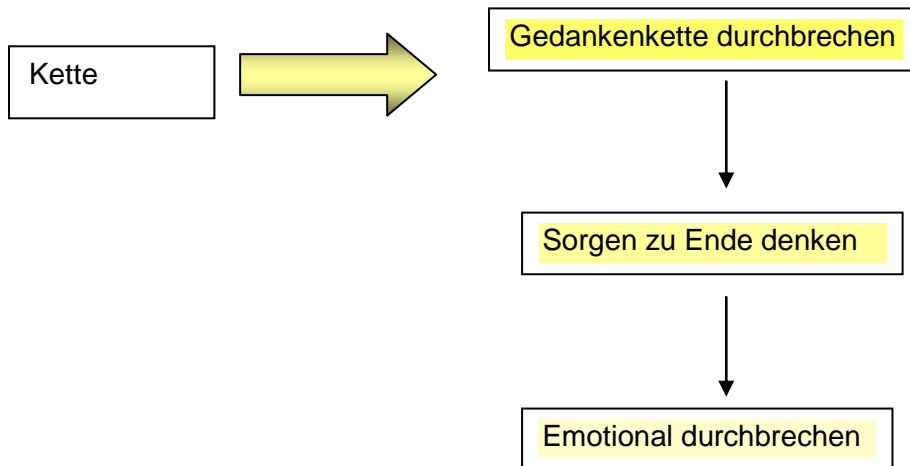 Gedankenkette durchbrechen
Kette
Sorgen zu Ende denken
Emotional durchbrechen